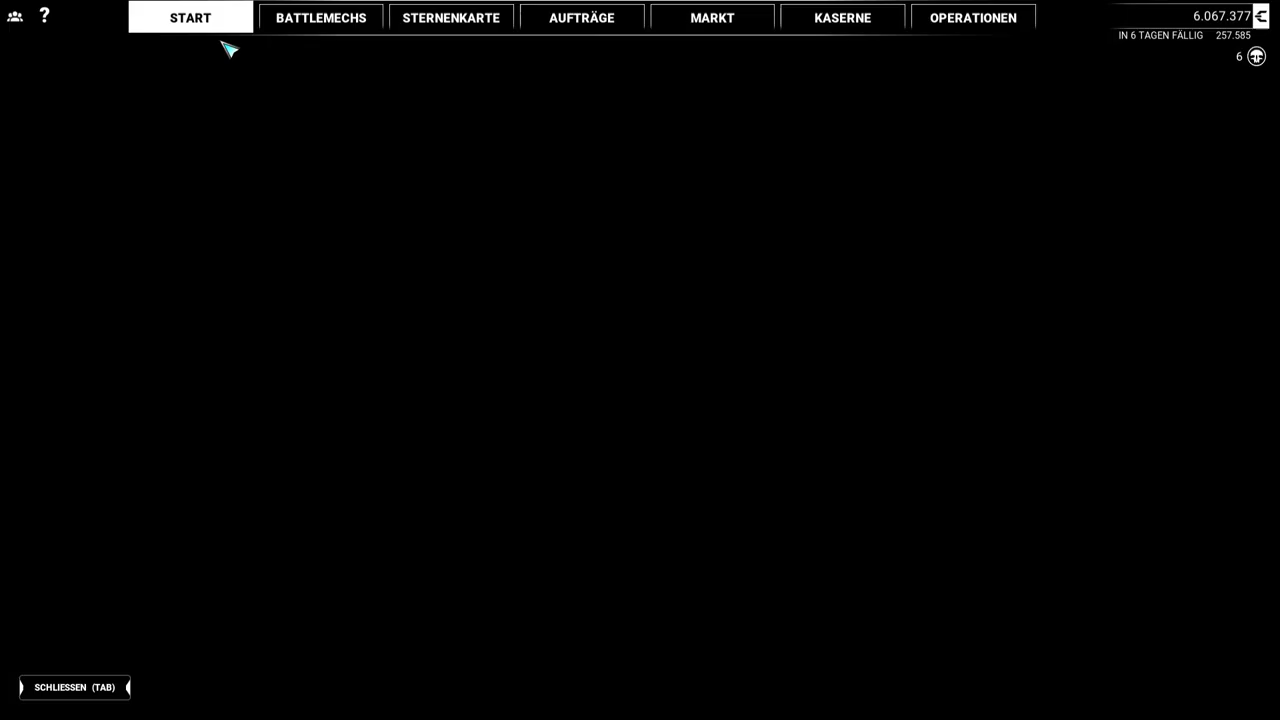 ?
START
BATTLEMECHS
STERNENKARTE
AUFTRÄGE
MARKT
KASERNE
OPERATIONEN
6.067.377
IN 6 TAGEN FÄLLIG 257.585
6
SCHLIESSEN (TAB)